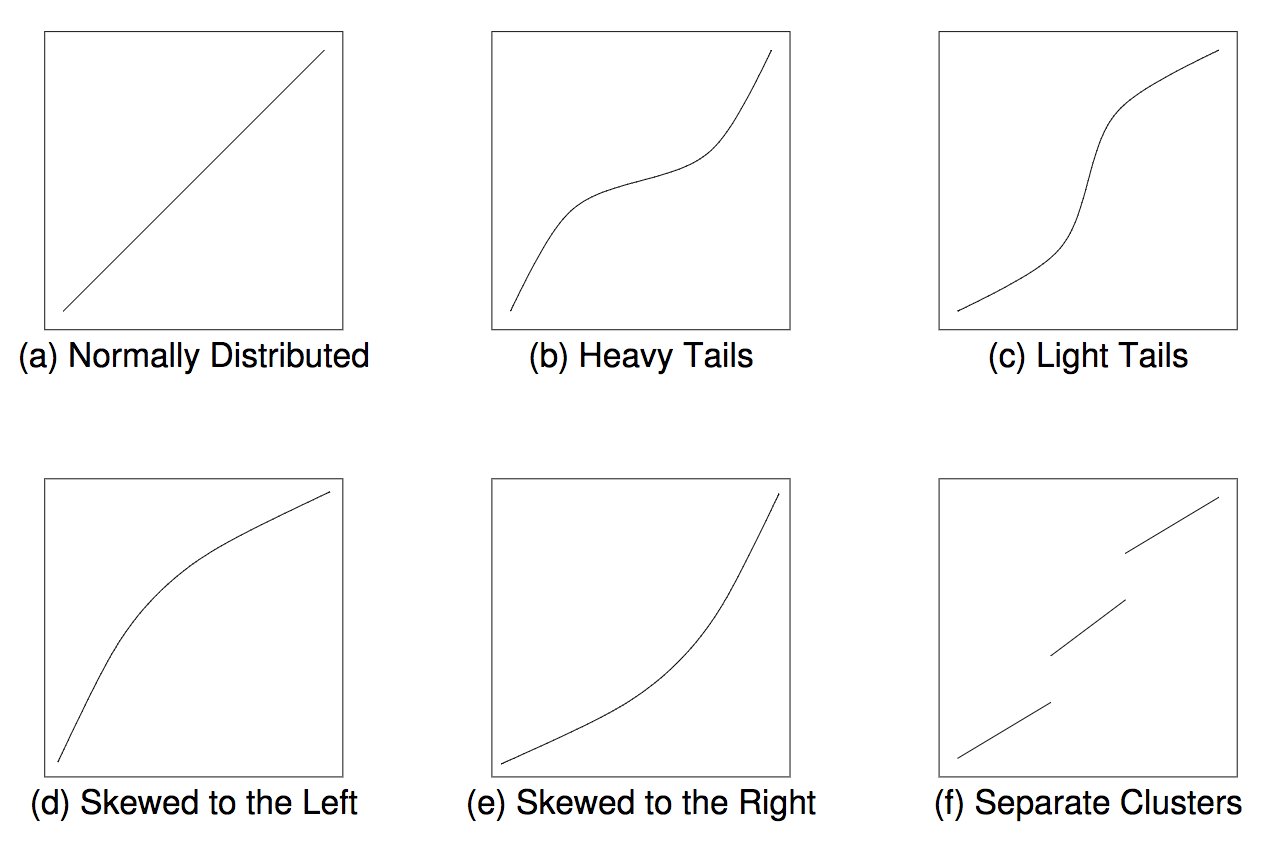 (a) Normally Distributed
(b) Heavy Tails
(c) Light Tails
(d) Skewed to the Left
(e) Skewed to the Right
(f) Separate Clusters